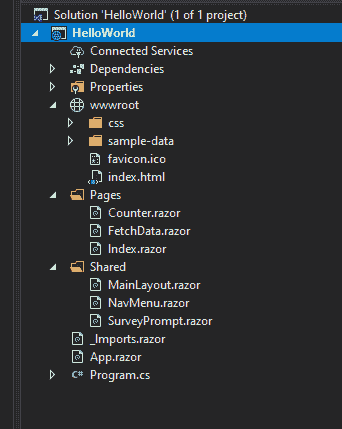 Solution 'HelloWorld' (1 of 1 project)
HelloWorld
Connected Services
Dependencies
Properties
wwwroot
css
sample-data
favicon.ico
index.html
Pages
Counter.razor
FetchData.razor
Index.razor
Shared
MainLayout.razor
NavMenu.razor
SurveyPrompt.razor
_Imports.razor
App.razor
C# Program.cs